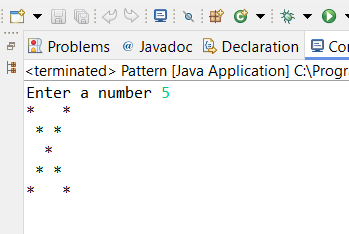 Problems @ Javadoc Declaration Co
<terminated> Pattern [Java Application] C:\Progr
Enter a number 5
*   *
 * *
  *
 * *
*   *